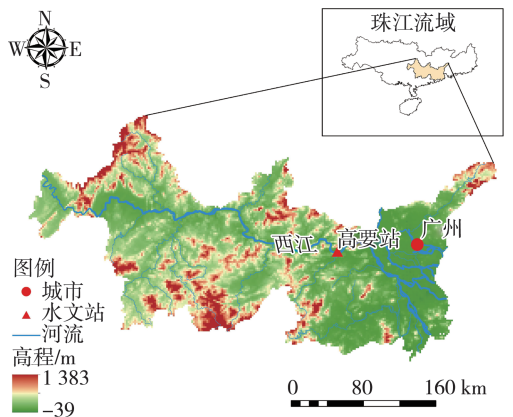 N
W E
S
珠江流域
广州
西江 高要站
图例
城市
水文站
河流
高程/m
1 383
-39
0 80 160 km